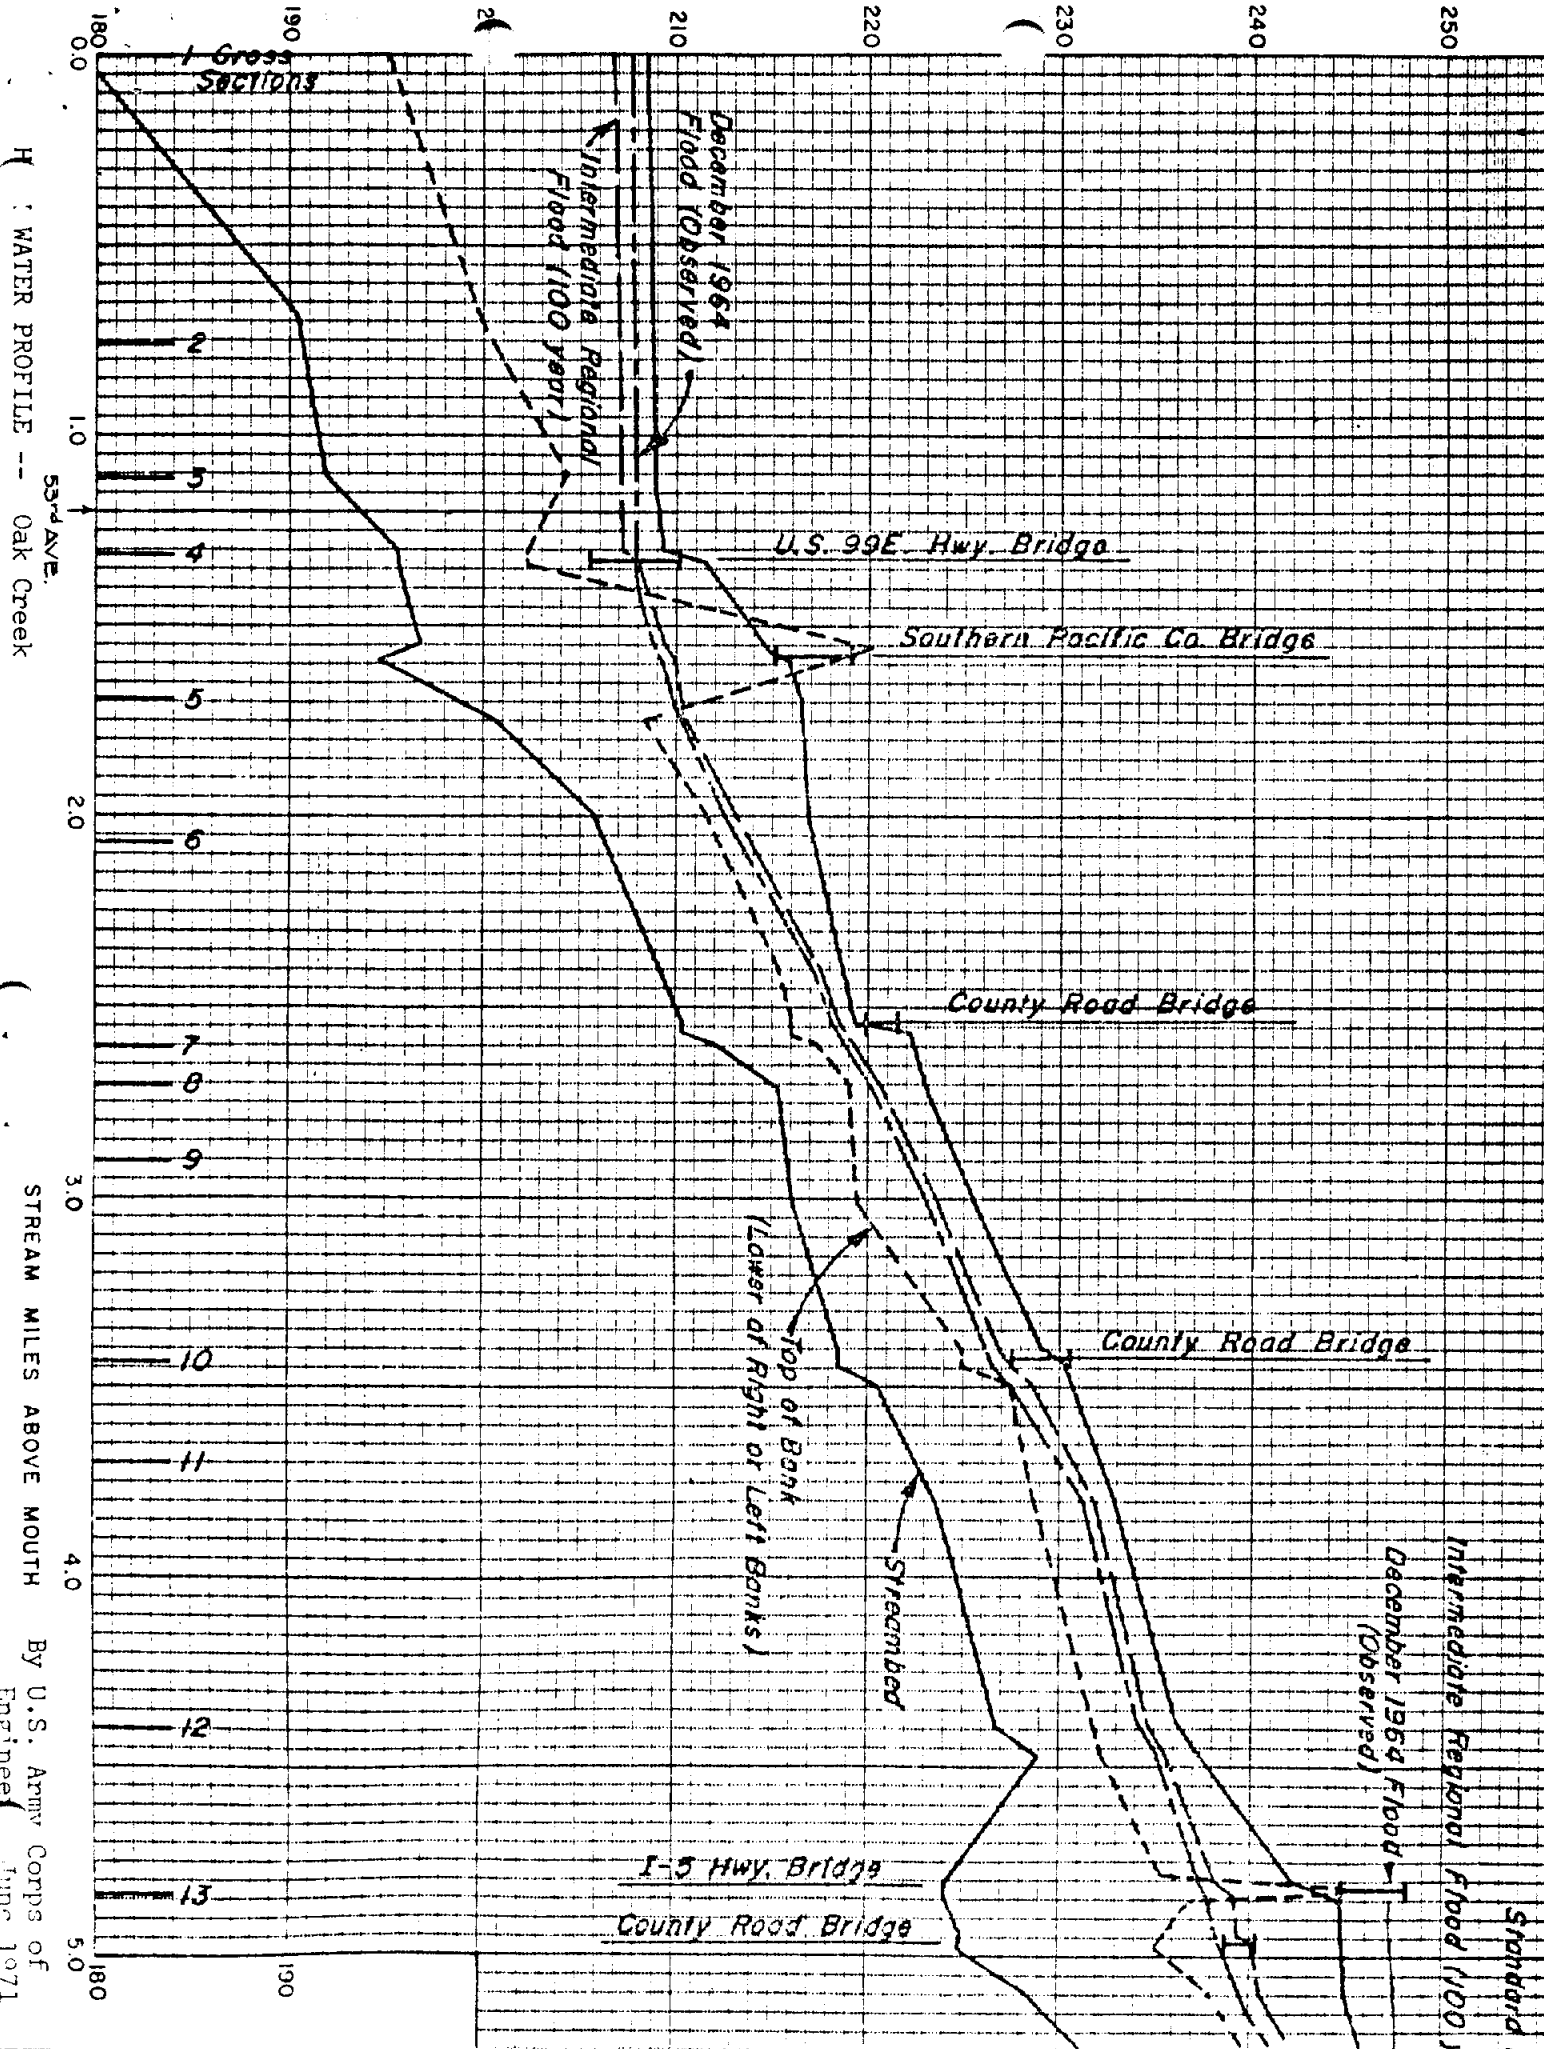 180
190
210
220
230
240
250
0.0
1.0
2.0
3.0
4.0
5.0
1 Cross
Sections
2
3
4
5
6
7
8
9
10
11
12
13
53rd AVE.
December 1964
Flood (Observed)
Intermediate Regional
Flood (100 year)
U.S. 99E. Hwy. Bridge
Southern Pacific Co. Bridge
County Road Bridge
County Road Bridge
Top of Bank
(Lower of Right or Left Banks)
Streambed
Intermediate Regional Flood (100
December 1964 Flood
(Observed)
Standard
I-5 Hwy. Bridge
County Road Bridge
180
190
STREAM MILES ABOVE MOUTH
: WATER PROFILE -- Oak Creek
By U.S. Army Corps of
Engineer
June 1971